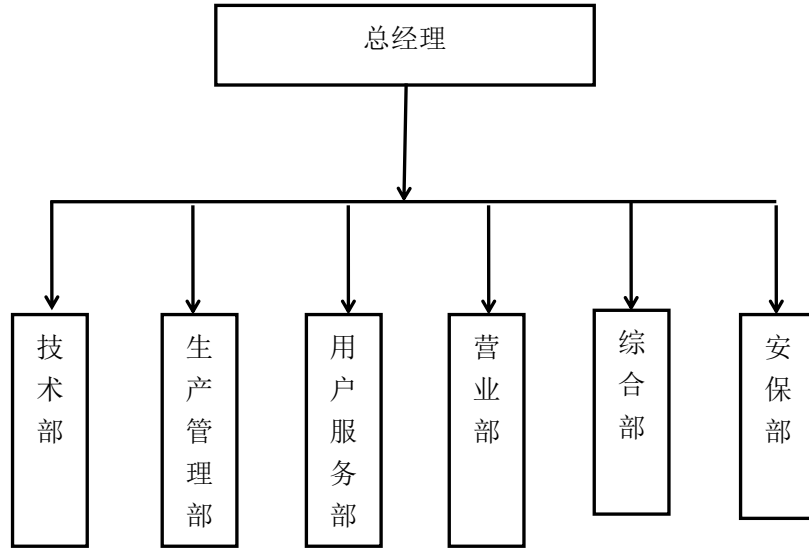 总经理
技术部
生产管理部
用户服务部
营业部
综合部
安保部